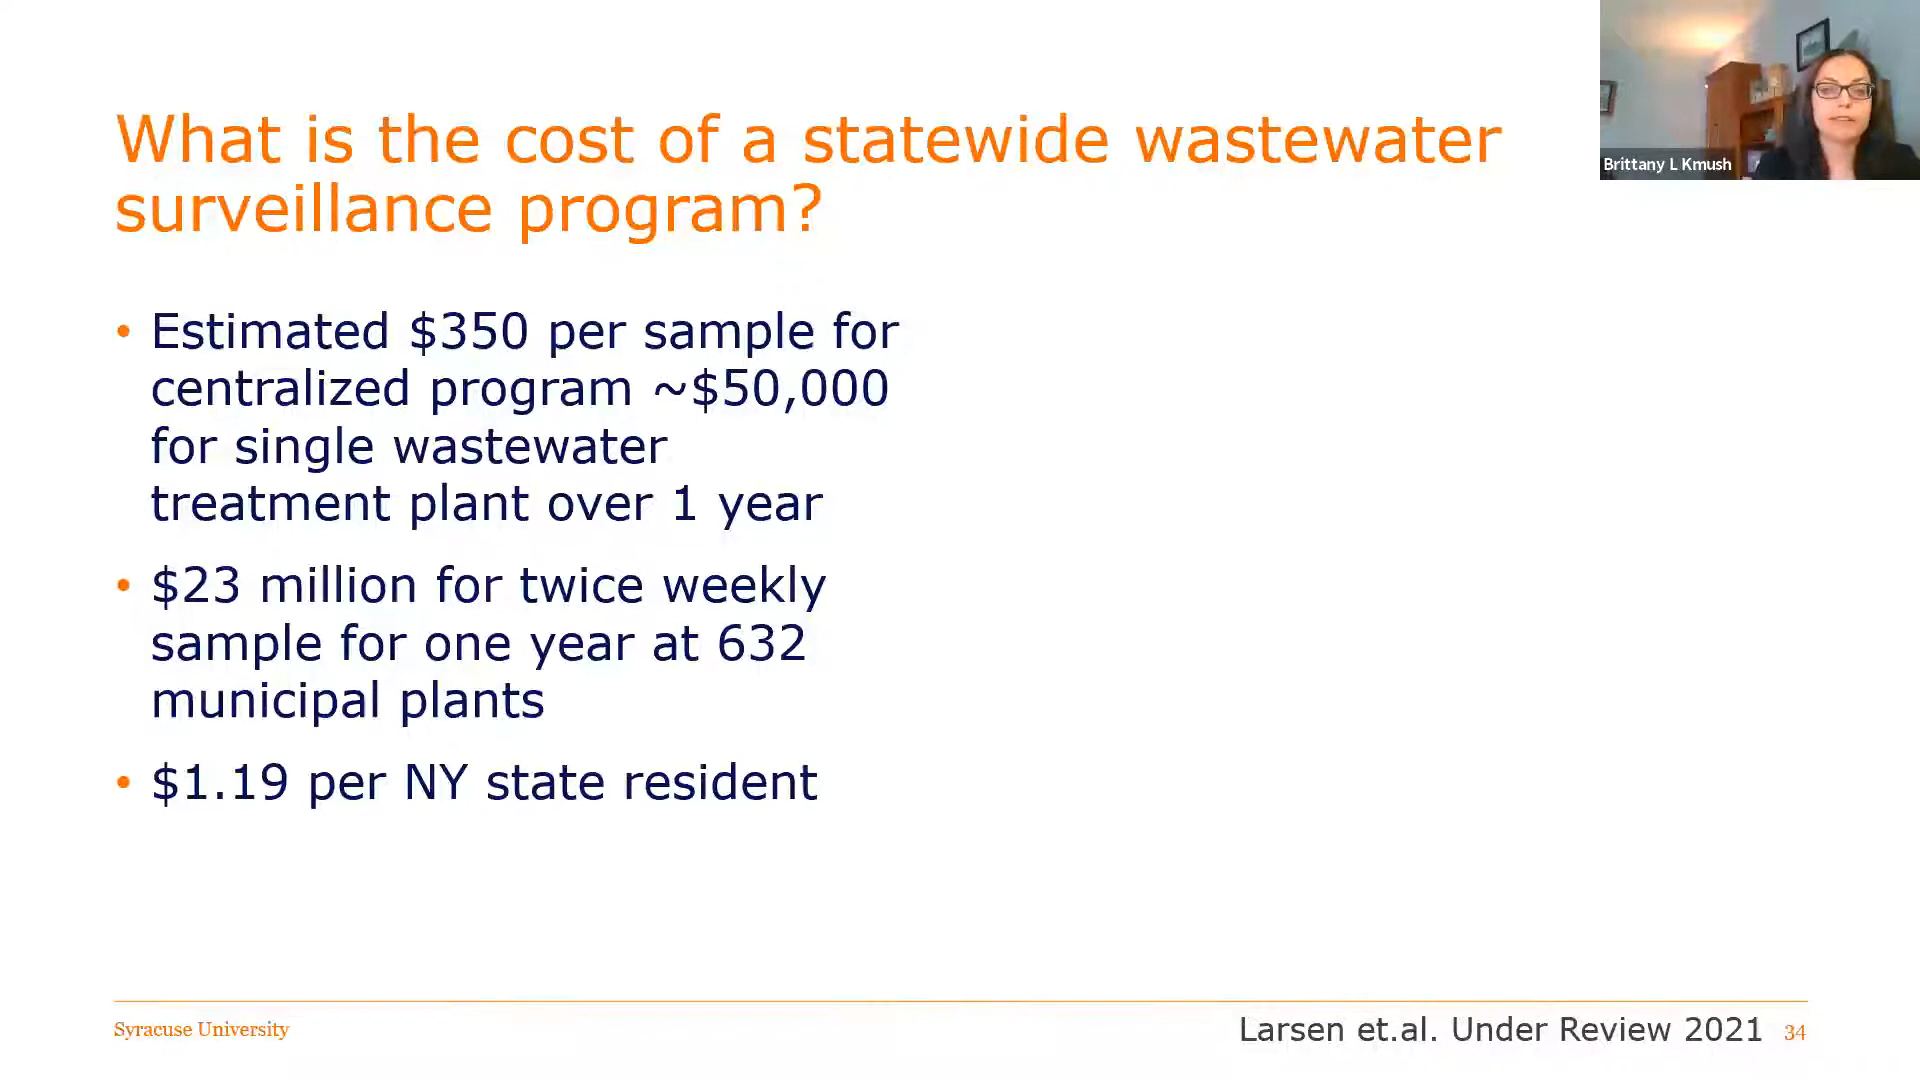 What is the cost of a statewide wastewater
surveillance program?
Brittany L Kmush
• Estimated $350 per sample for
centralized program ~$50,000
for single wastewater
treatment plant over 1 year
• $23 million for twice weekly
sample for one year at 632
municipal plants
• $1.19 per NY state resident
Syracuse University
Larsen et.al. Under Review 2021 34